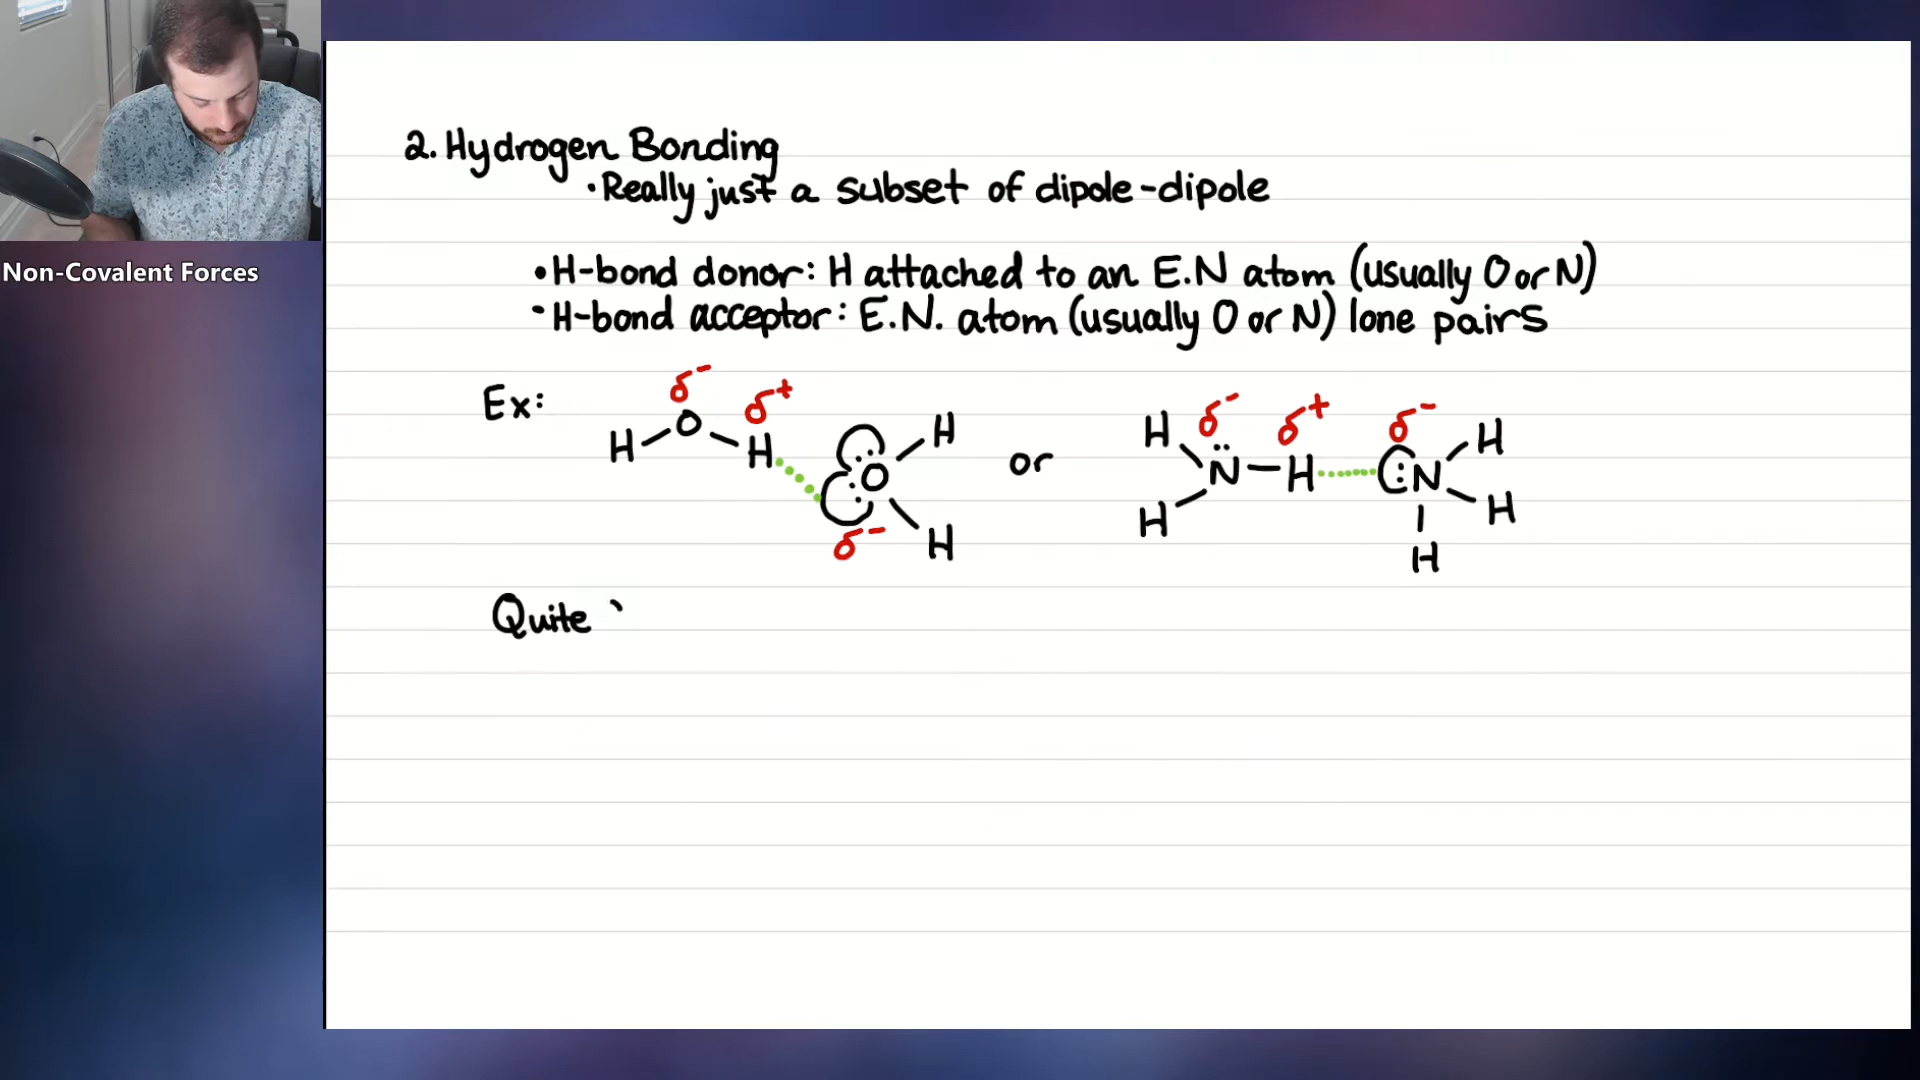 Non-Covalent Forces
2. Hydrogen Bonding
• Really just a subset of dipole-dipole
• H-bond donor: H attached to an E.N atom (usually O or N)
• H-bond acceptor: E.N. atom (usually O or N) lone pairs
Ex:
δ- δ+
H O H
O H
H
δ-
or
δ- δ+ δ-
H N H N H
H H
H
Quite